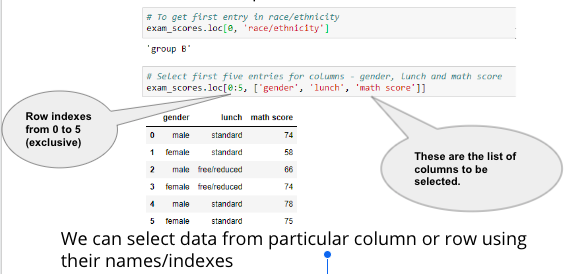 # To get first entry in race/ethnicity
exam_scores.loc[0, 'race/ethnicity']
'group B'
# Select first five entries for columns - gender, lunch and math score
exam_scores.loc[0:5, ['gender', 'lunch', 'math score']]
Row indexes
from 0 to 5
(exclusive)
gender lunch math score
0 male standard 74
1 female standard 58
2 male free/reduced 66
3 female free/reduced 74
4 male standard 78
5 female standard 75
These are the list of
columns to be
selected.
We can select data from particular column or row using
their names/indexes